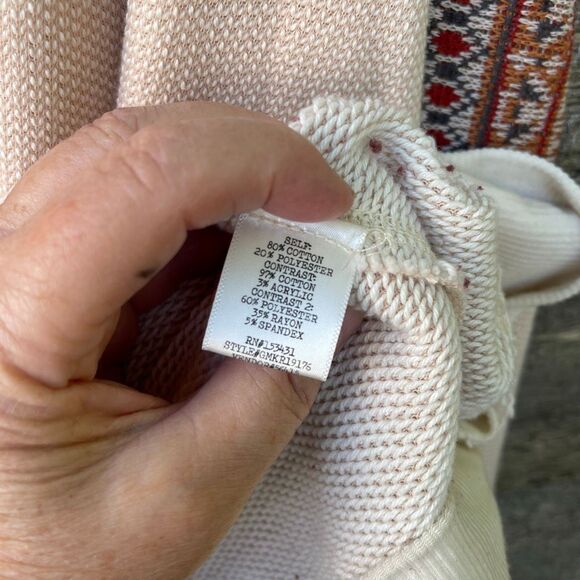 SELF:
80% COTTON
20% POLYESTER
CONTRAST:
97% COTTON
3% ACRYLIC
CONTRAST 2:
60% POLYESTER
35% RAYON
5% SPANDEX
RN#153431
STYLE#GMKR19176